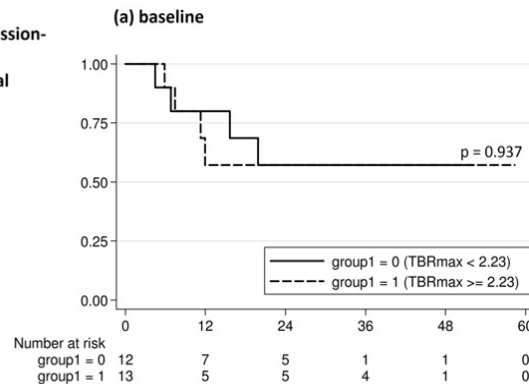 (a) baseline
ssion-
al
1.00
0.75
0.50
0.25
0.00
p = 0.937
group1 = 0 (TBRmax < 2.23)
group1 = 1 (TBRmax >= 2.23)
0 12 24 36 48 60
Number at risk
group1 = 0 12 7 5 1 1 0
group1 = 1 13 5 5 4 1 0